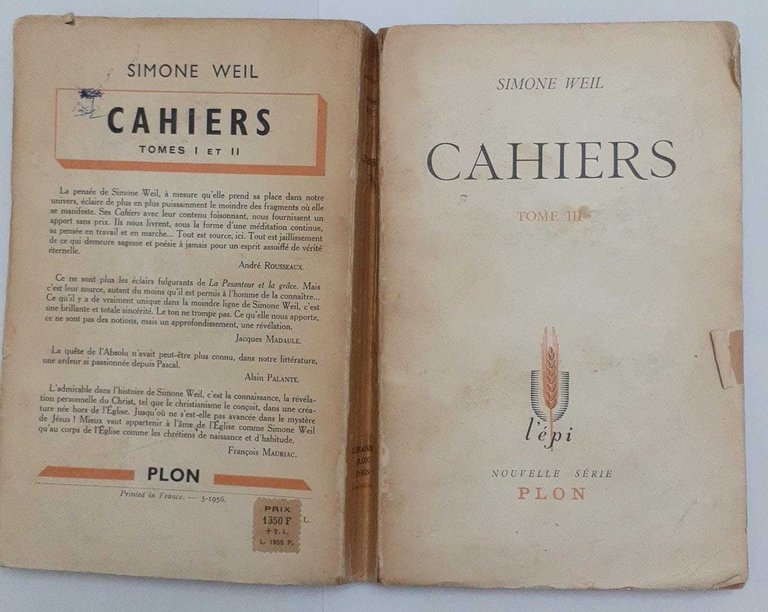 SIMONE WEIL
CAHIERS
TOMES I ET II
La pensée de Simone Weil, à mesure qu'elle prend sa place dans notre
univers, éclaire de plus en plus puissamment le moindre des fragments où elle
se manifeste. Ses Cahiers avec leur contenu foisonnant, nous fournissent un
apport sans prix. Ils nous livrent, sous la forme d'une méditation continue,
sa pensée en travail et en marche... Tout est source, ici. Tout est jaillissement
de ce qui demeure sagesse et poésie à jamais pour un esprit assoiffé de vérité
éternelle.
André ROUSSEAUX.
Ce ne sont plus les éclairs fulgurants de La Pesanteur et la grâce. Mais
c'est leur source, autant du moins qu'il est permis à l'homme de la connaître...
Ce qu'il y a de vraiment unique dans la moindre ligne de Simone Weil, c'est
une brillante et totale sincérité. Le ton ne trompe pas. Ce qu'elle nous apporte,
ce ne sont pas des notions, mais un approfondissement, une révélation.
Jacques MADAULE.
La quête de l'Absolu n'avait peut-être plus connu, dans notre littérature,
une ardeur si passionnée depuis Pascal.
Alain PALANTE.
L'admirable dans l'histoire de Simone Weil, c'est la connaissance, la révéla-
tion personnelle du Christ, tel que le christianisme le conçoit, dans une créa-
ture née hors de l'Église. Jusqu'où ne s'est-elle pas avancée dans le mystère
de Jésus ! Mieux vaut appartenir à l'âme de l'Église comme Simone Weil
qu'au corps de l'Église comme les chrétiens de naissance et d'habitude.
François MAURIAC.
PLON
Printed in France. — 3-1956.
PRIX
1350 F
+ T. L.
L. 1959 P.
L.
LIBRAIRIE
PLON
PARIS
SIMONE WEIL
CAHIERS
TOME III
l'épi
NOUVELLE SÉRIE
PLON